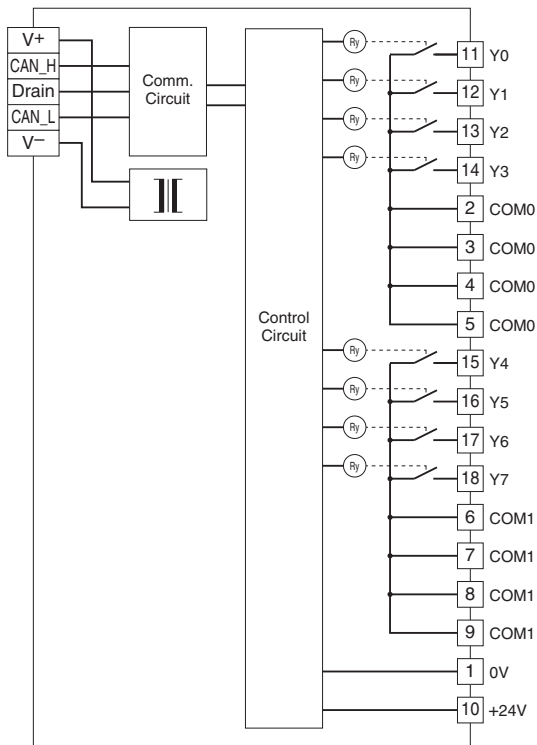 V+
CAN_H
Drain
CAN_L
V−
Comm.
Circuit
Control
Circuit
Ry
11 Y0
Ry
12 Y1
Ry
13 Y2
Ry
14 Y3
2 COM0
3 COM0
4 COM0
5 COM0
Ry
15 Y4
Ry
16 Y5
Ry
17 Y6
Ry
18 Y7
6 COM1
7 COM1
8 COM1
9 COM1
1 0V
10 +24V